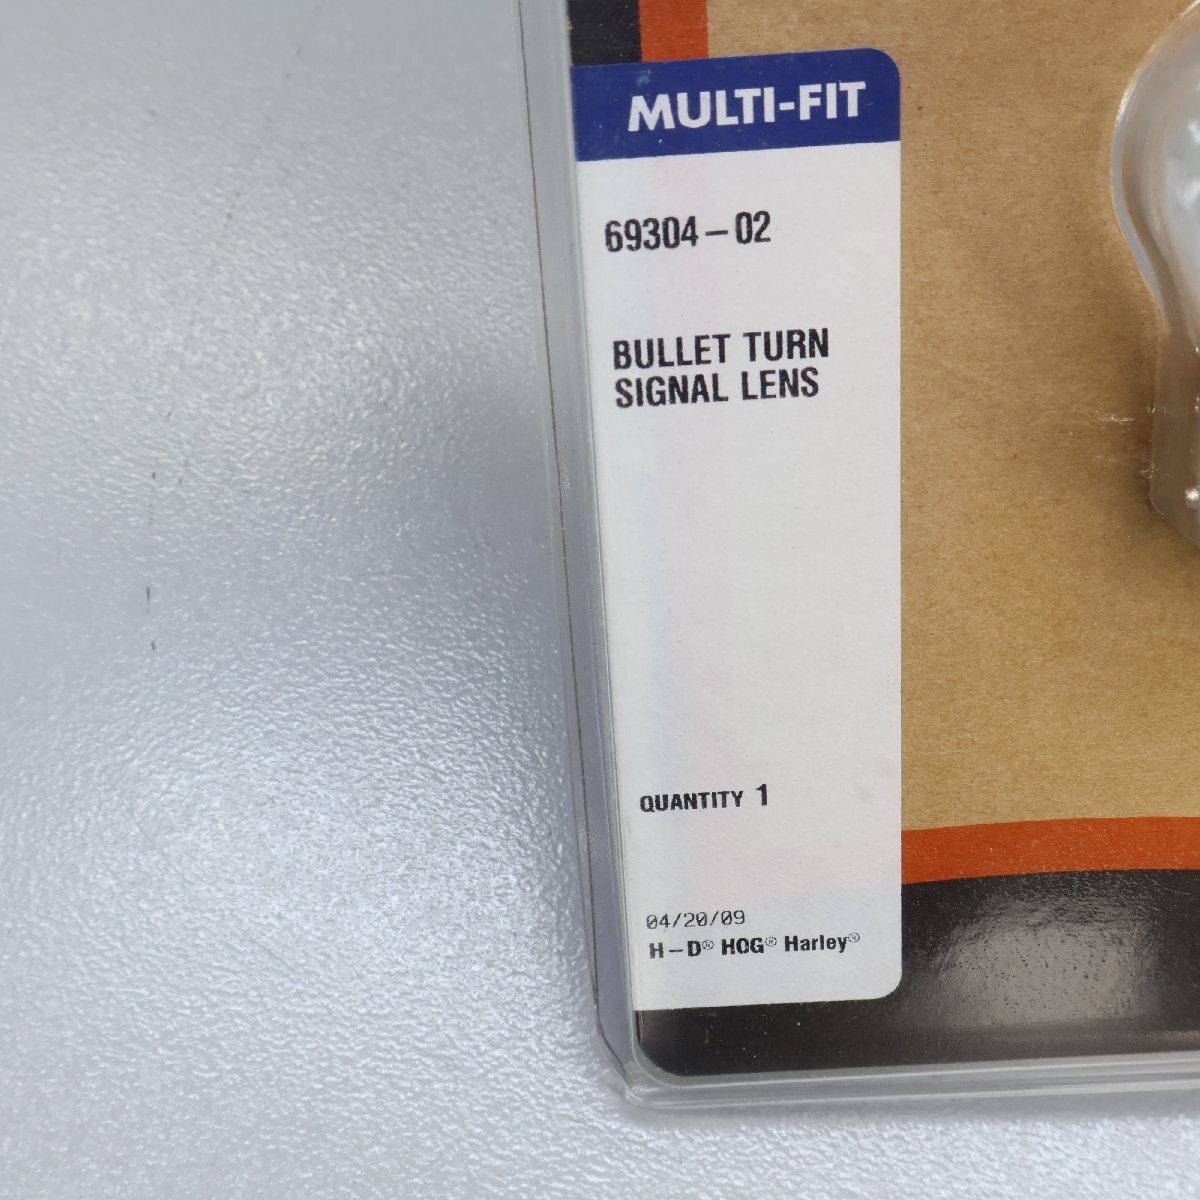 MULTI-FIT
69304-02
BULLET TURN
SIGNAL LENS
QUANTITY 1
04/20/09
H-D® HOG® Harley®